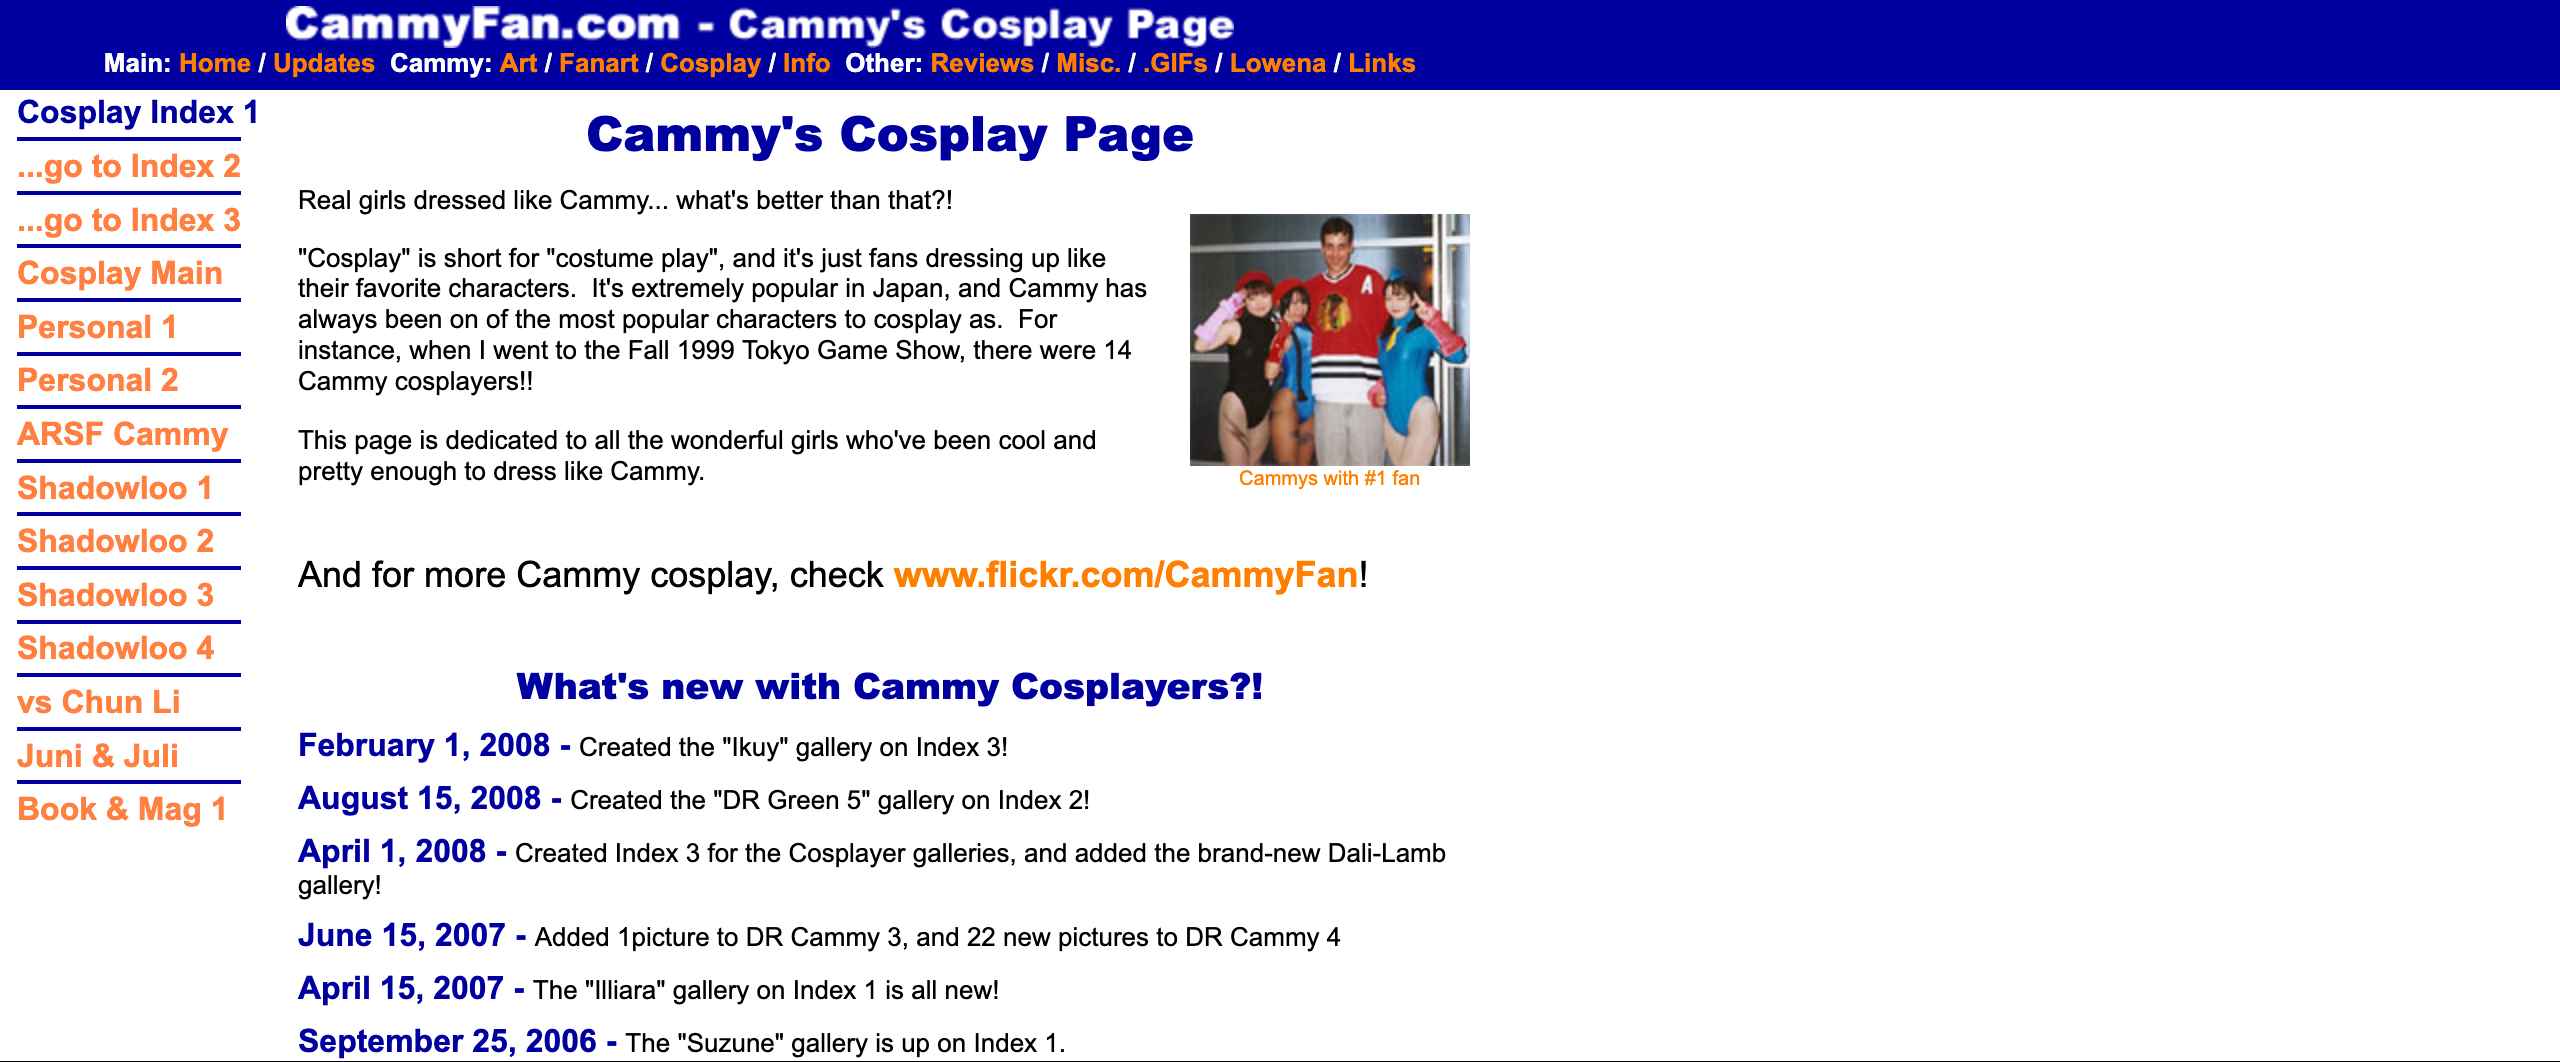 CammyFan.com - Cammy's Cosplay Page
Main: Home / Updates  Cammy: Art / Fanart / Cosplay / Info  Other: Reviews / Misc. / .GIFs / Lowena / Links
Cosplay Index 1
...go to Index 2
...go to Index 3
Cosplay Main
Personal 1
Personal 2
ARSF Cammy
Shadowloo 1
Shadowloo 2
Shadowloo 3
Shadowloo 4
vs Chun Li
Juni & Juli
Book & Mag 1
Cammy's Cosplay Page
Real girls dressed like Cammy... what's better than that?!
"Cosplay" is short for "costume play", and it's just fans dressing up like
their favorite characters.  It's extremely popular in Japan, and Cammy has
always been on of the most popular characters to cosplay as.  For
instance, when I went to the Fall 1999 Tokyo Game Show, there were 14
Cammy cosplayers!!
This page is dedicated to all the wonderful girls who've been cool and
pretty enough to dress like Cammy.
A
Cammys with #1 fan
And for more Cammy cosplay, check www.flickr.com/CammyFan!
What's new with Cammy Cosplayers?!
February 1, 2008 - Created the "Ikuy" gallery on Index 3!
August 15, 2008 - Created the "DR Green 5" gallery on Index 2!
April 1, 2008 - Created Index 3 for the Cosplayer galleries, and added the brand-new Dali-Lamb
gallery!
June 15, 2007 - Added 1picture to DR Cammy 3, and 22 new pictures to DR Cammy 4
April 15, 2007 - The "Illiara" gallery on Index 1 is all new!
September 25, 2006 - The "Suzune" gallery is up on Index 1.